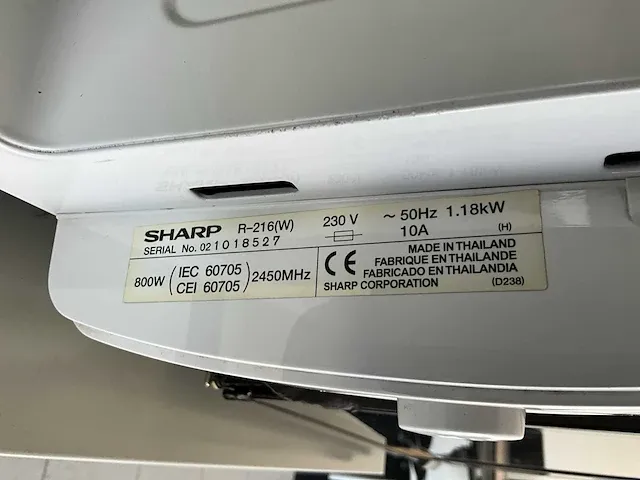 SHARP R-216(W) 230 V ~ 50Hz 1.18kW
SERIAL No. 021018527 10A (H)
800W (IEC 60705 CEI 60705) 2450MHz
CE
MADE IN THAILAND
FABRIQUE EN THAILANDE
FABRICADO EN THAILANDIA
SHARP CORPORATION (D238)